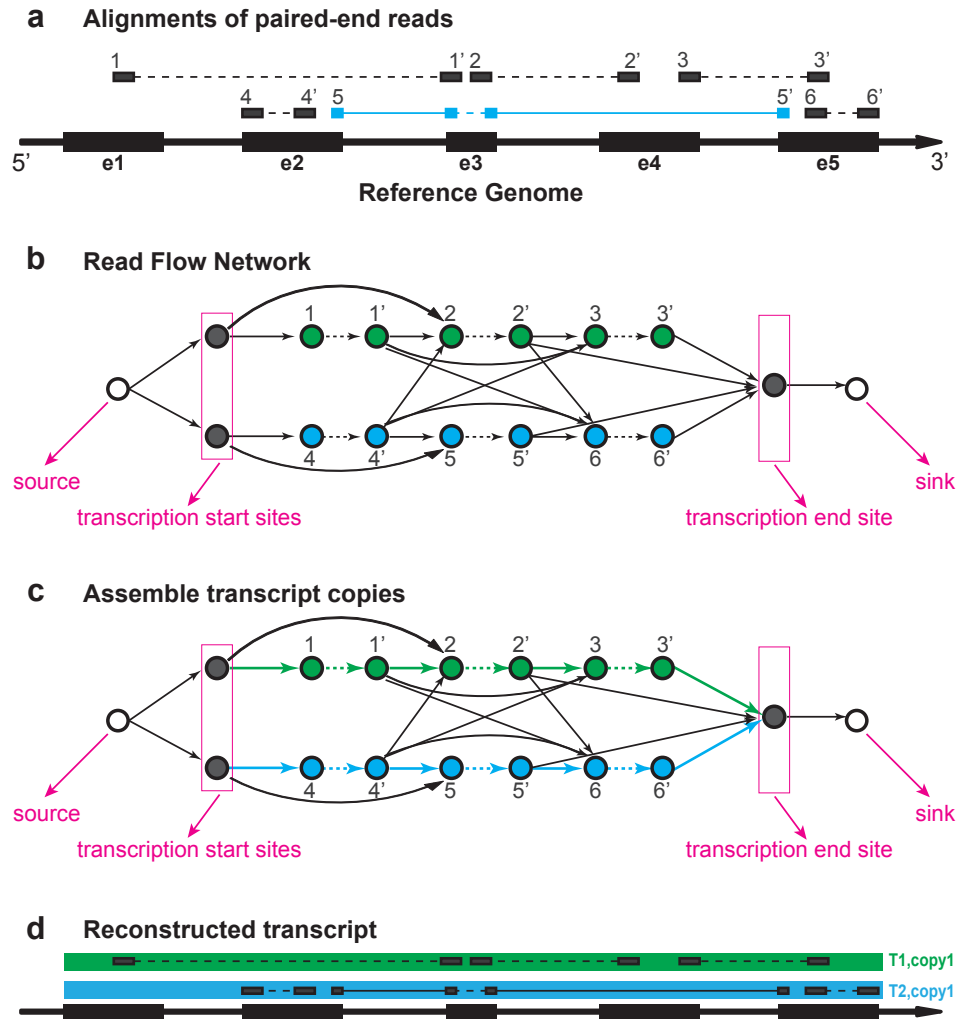 a Alignments of paired-end reads
1 1’ 2 2’ 3 3’
4 4’ 5 5’ 6 6’
5’ e1 e2 e3 e4 e5 3’
Reference Genome
b Read Flow Network
1 1’ 2 2’ 3 3’
4 4’ 5 5’ 6 6’
source transcription start sites transcription end site sink
c Assemble transcript copies
1 1’ 2 2’ 3 3’
4 4’ 5 5’ 6 6’
source transcription start sites transcription end site sink
d Reconstructed transcript
T1,copy1
T2,copy1